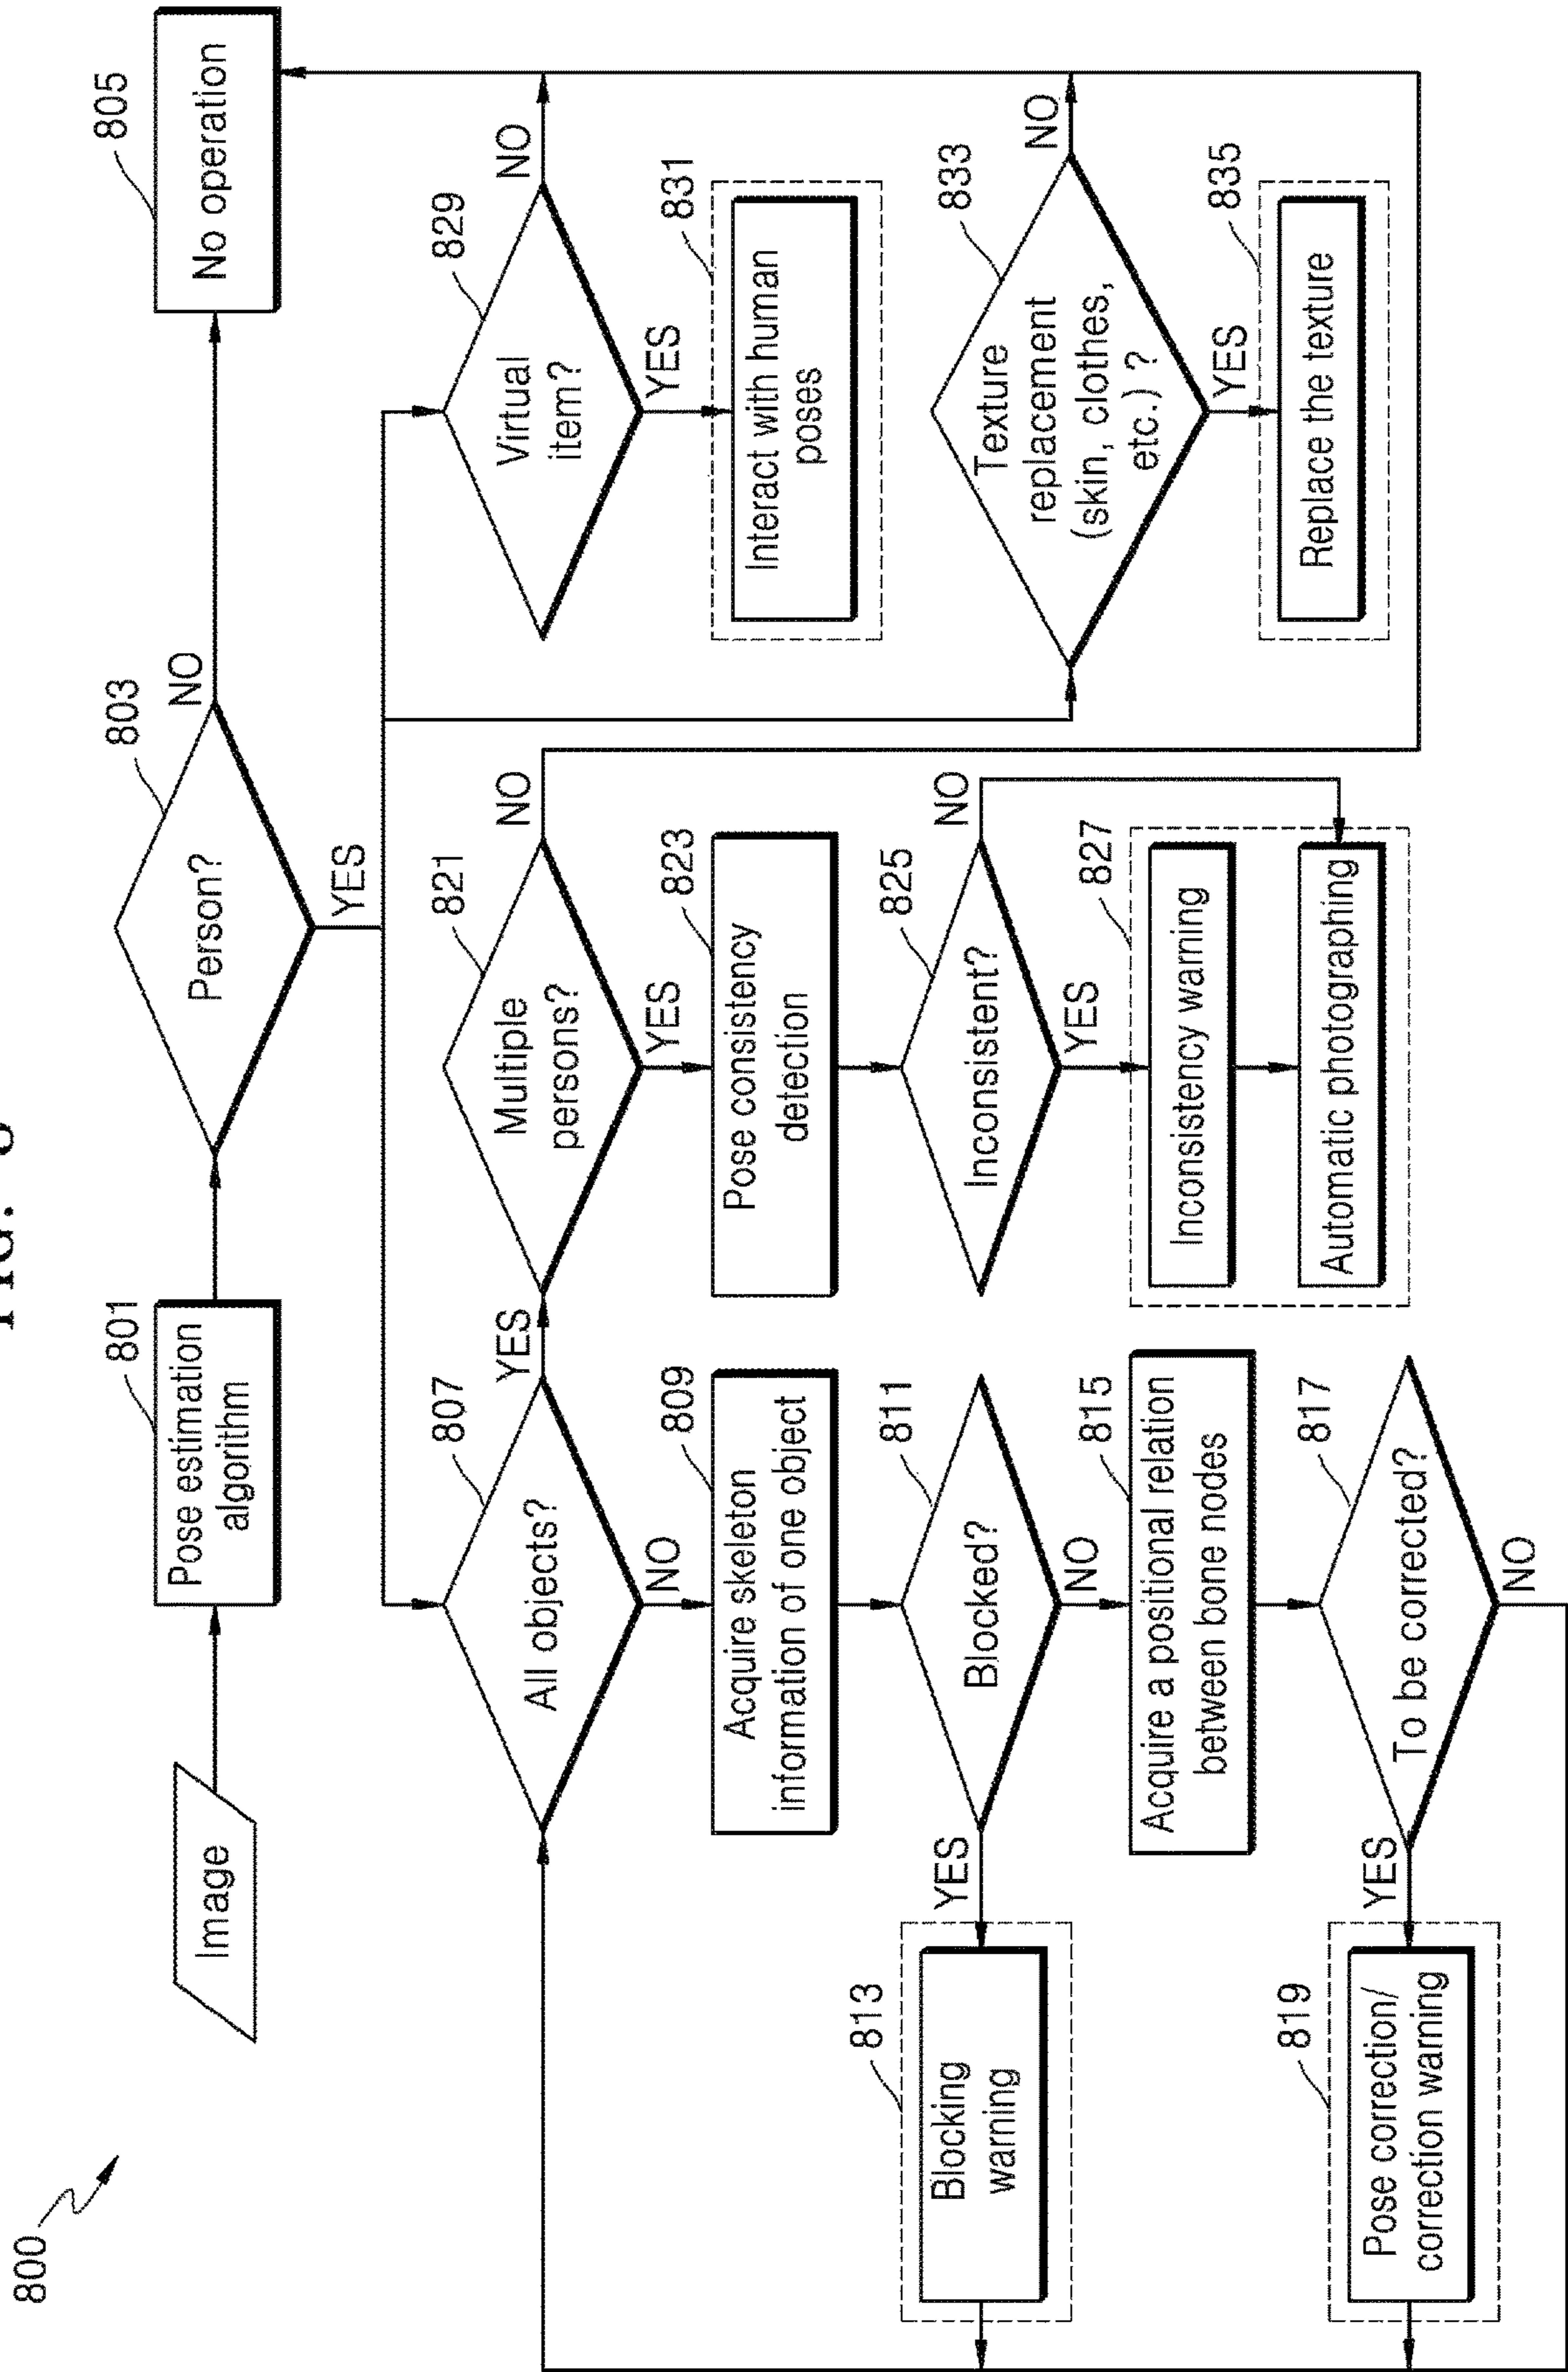 FIG. 8
800
Image
801
Pose estimation
algorithm
803
Person?
NO
YES
805
No operation
807
All objects?
YES
NO
809
Acquire skeleton
information of one object
811
Blocked?
YES
NO
813
Blocking
warning
815
Acquire a positional relation
between bone nodes
817
To be corrected?
YES
NO
819
Pose correction/
correction warning
821
Multiple
persons?
NO
YES
823
Pose consistency
detection
825
Inconsistent?
NO
YES
827
Inconsistency warning
Automatic photographing
829
Virtual
item?
NO
YES
831
Interact with human
poses
833
Texture
replacement
(skin, clothes,
etc.) ?
NO
YES
835
Replace the texture